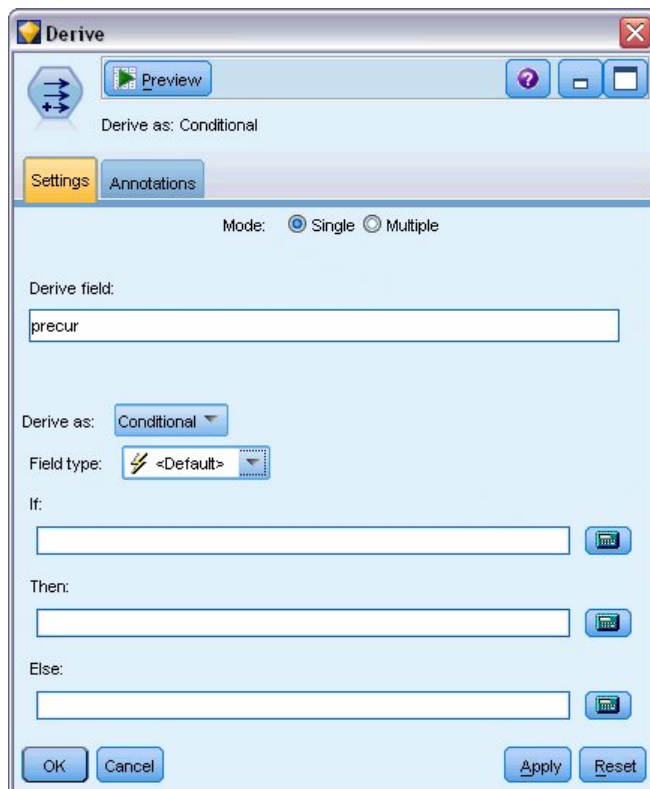 Derive
Preview
Derive as: Conditional
Settings Annotations
Mode: Single Multiple
Derive field:
precur
Derive as: Conditional
Field type: <Default>
If:
Then:
Else:
OK Cancel Apply Reset